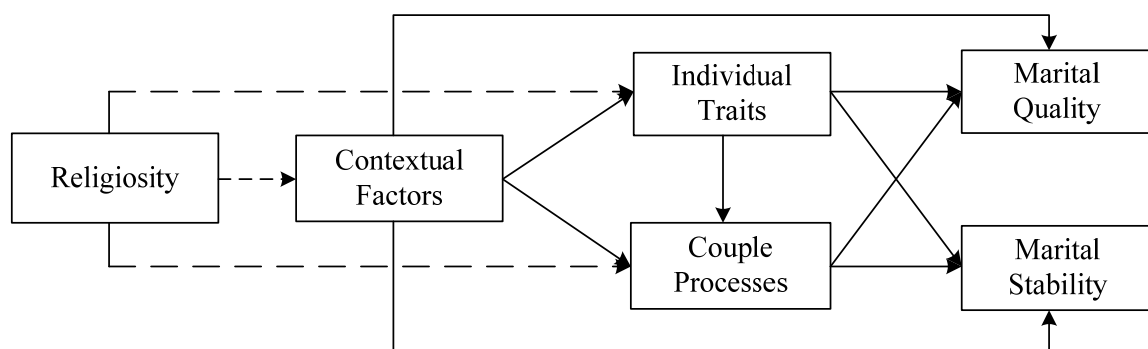 Religiosity
Contextual
Factors
Individual
Traits
Couple
Processes
Marital
Quality
Marital
Stability